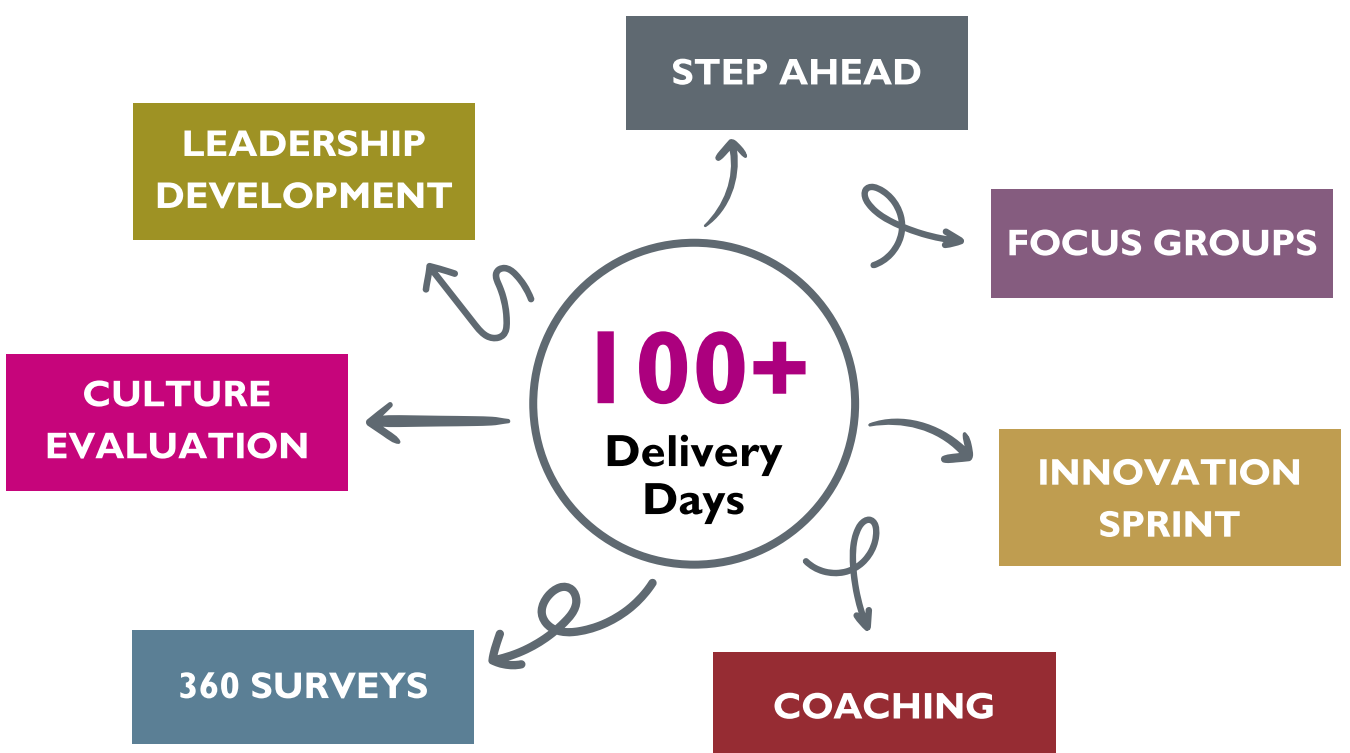 STEP AHEAD
LEADERSHIP
DEVELOPMENT
FOCUS GROUPS
100+
Delivery
Days
CULTURE
EVALUATION
INNOVATION
SPRINT
360 SURVEYS
COACHING